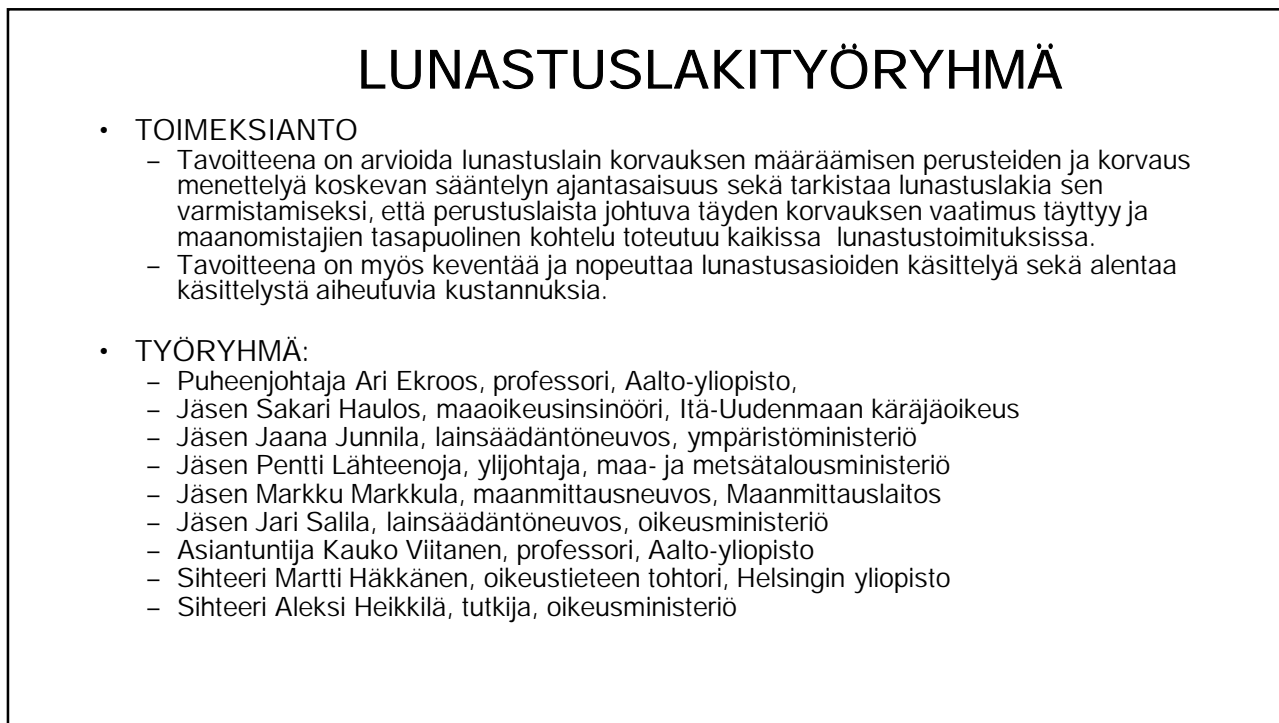 LUNASTUSLAKITYÖRYHMÄ
• TOIMEKSIANTO
– Tavoitteena on arvioida lunastuslain korvauksen määräämisen perusteiden ja korvaus
menettelyä koskevan sääntelyn ajantasaisuus sekä tarkistaa lunastuslakia sen
varmistamiseksi, että perustuslaista johtuva täyden korvauksen vaatimus täyttyy ja
maanomistajien tasapuolinen kohtelu toteutuu kaikissa lunastustoimituksissa.
– Tavoitteena on myös keventää ja nopeuttaa lunastusasioiden käsittelyä sekä alentaa
käsittelystä aiheutuvia kustannuksia.
• TYÖRYHMÄ:
– Puheenjohtaja Ari Ekroos, professori, Aalto-yliopisto,
– Jäsen Sakari Haulos, maaoikeusinsinööri, Itä-Uudenmaan käräjäoikeus
– Jäsen Jaana Junnila, lainsäädäntöneuvos, ympäristöministeriö
– Jäsen Pentti Lähteenoja, ylijohtaja, maa- ja metsätalousministeriö
– Jäsen Markku Markkula, maanmittausneuvos, Maanmittauslaitos
– Jäsen Jari Salila, lainsäädäntöneuvos, oikeusministeriö
– Asiantuntija Kauko Viitanen, professori, Aalto-yliopisto
– Sihteeri Martti Häkkänen, oikeustieteen tohtori, Helsingin yliopisto
– Sihteeri Aleksi Heikkilä, tutkija, oikeusministeriö